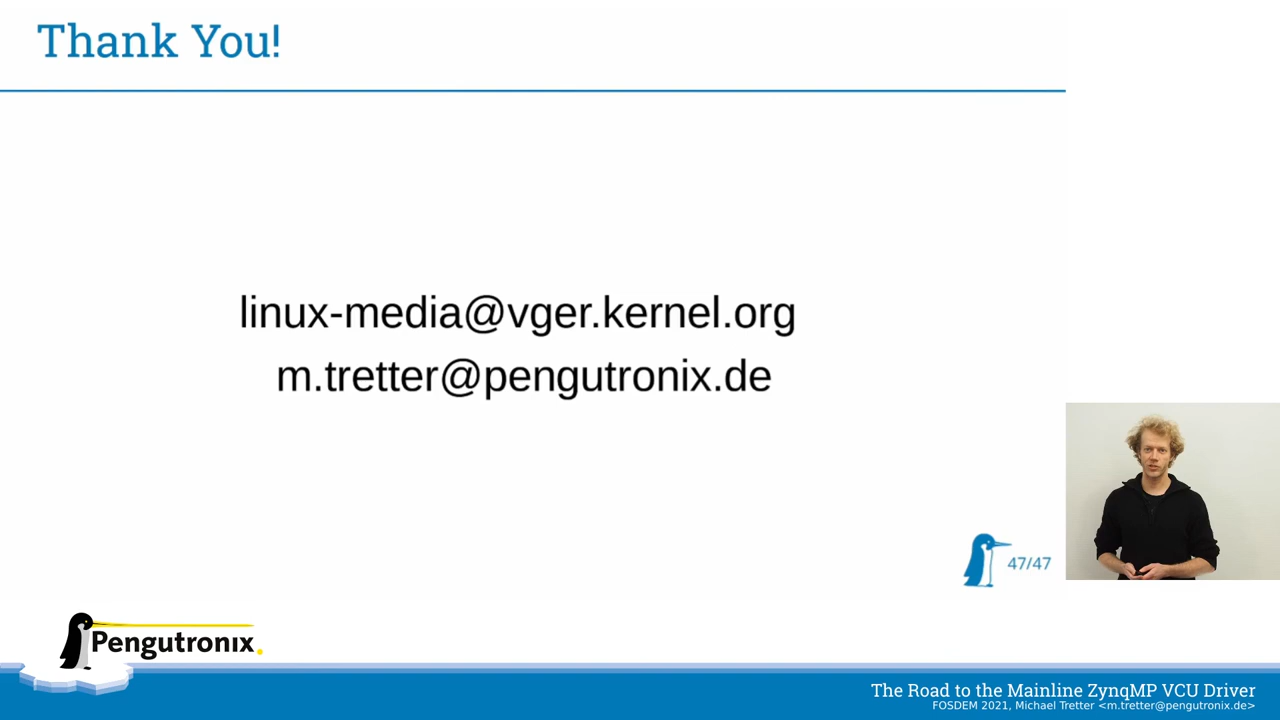 Thank You!
linux-media@vger.kernel.org
m.tretter@pengutronix.de
47/47
Pengutronix.
The Road to the Mainline ZynqMP VCU Driver
FOSDEM 2021, Michael Tretter <m.tretter@pengutronix.de>